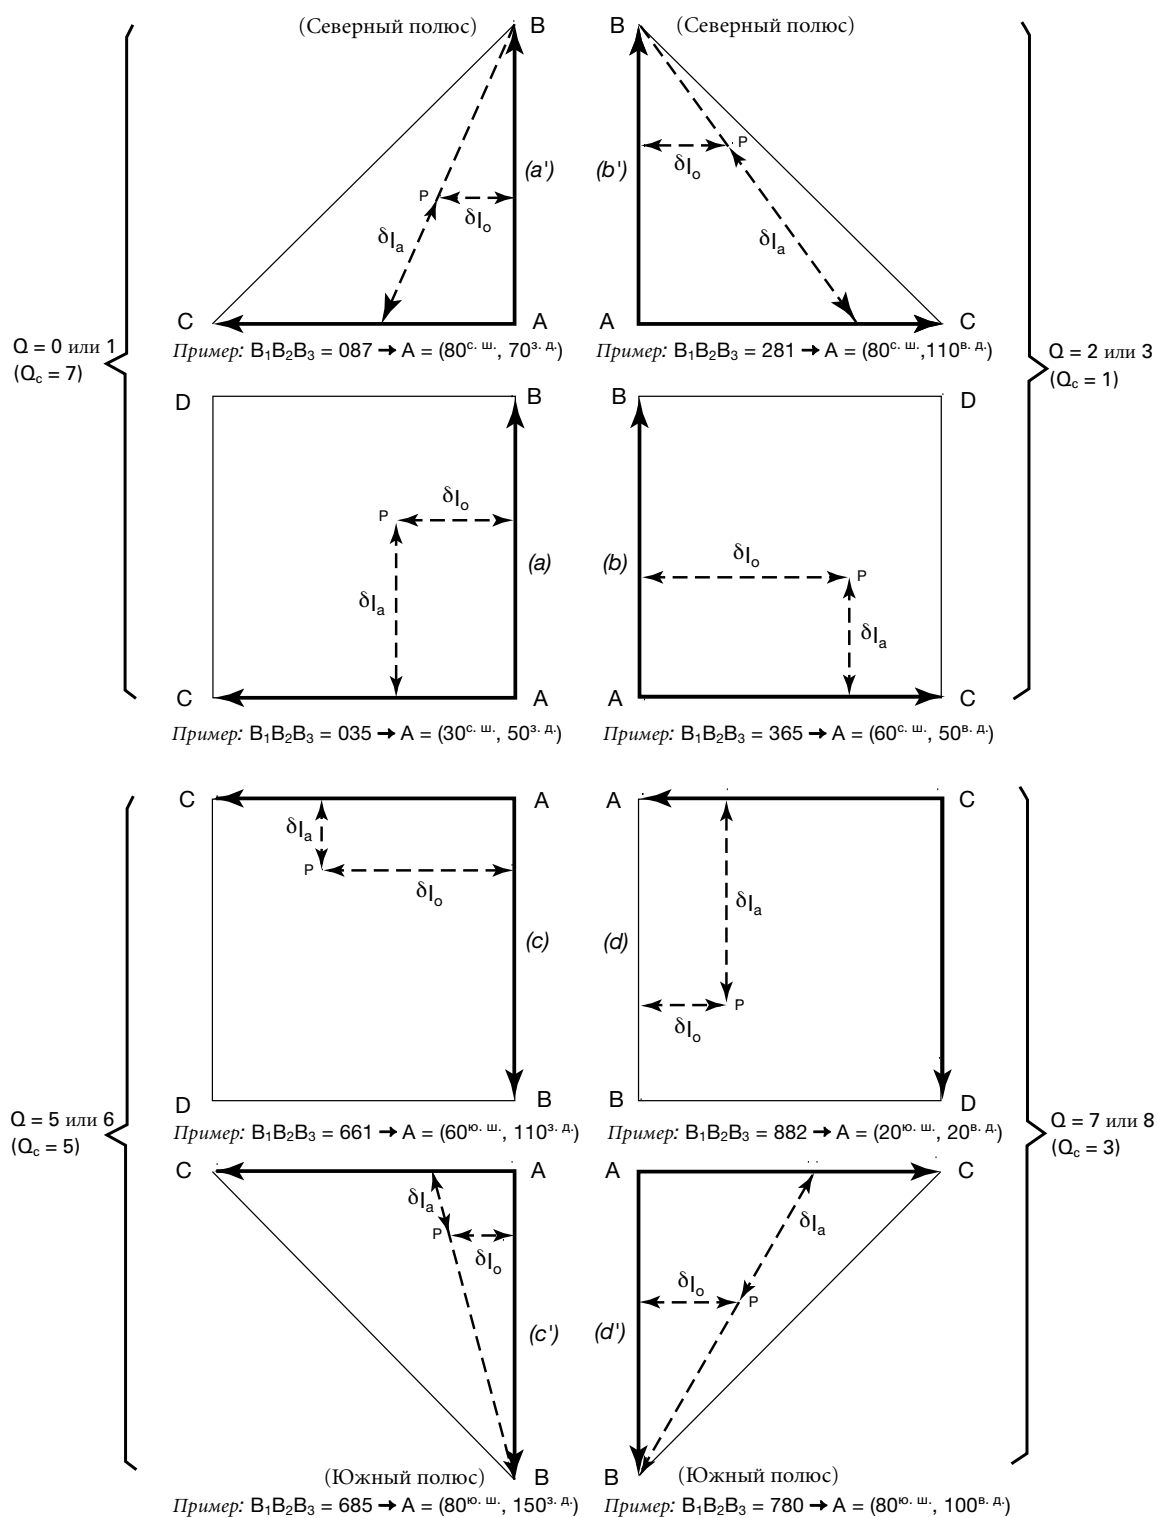 (Северный полюс) B
B (Северный полюс)
P
(a')
(b')
P
δIo
δIo
δIa
δIa
C A
A C
Q = 0 или 1
(Qc = 7)
Пример: B1B2B3 = 087 → A = (80с. ш., 70з. д.)
Пример: B1B2B3 = 281 → A = (80с. ш.,110в. д.)
Q = 2 или 3
(Qc = 1)
D B
B D
δIo
P
(a)
δIa
(b)
δIo
P
δIa
C A
A C
Пример: B1B2B3 = 035 → A = (30с. ш., 50з. д.)
Пример: B1B2B3 = 365 → A = (60с. ш., 50в. д.)
C A
A C
δIa
P
δIo
(c)
(d)
δIa
P
δIo
D B
B D
Q = 5 или 6
(Qc = 5)
Пример: B1B2B3 = 661 → A = (60ю. ш., 110з. д.)
Пример: B1B2B3 = 882 → A = (20ю. ш., 20в. д.)
Q = 7 или 8
(Qc = 3)
C A
A C
δIa
P
δIo
(c')
(d')
δIa
δIo
P
(Южный полюс) B
B (Южный полюс)
Пример: B1B2B3 = 685 → A = (80ю. ш., 150з. д.)
Пример: B1B2B3 = 780 → A = (80ю. ш., 100в. д.)